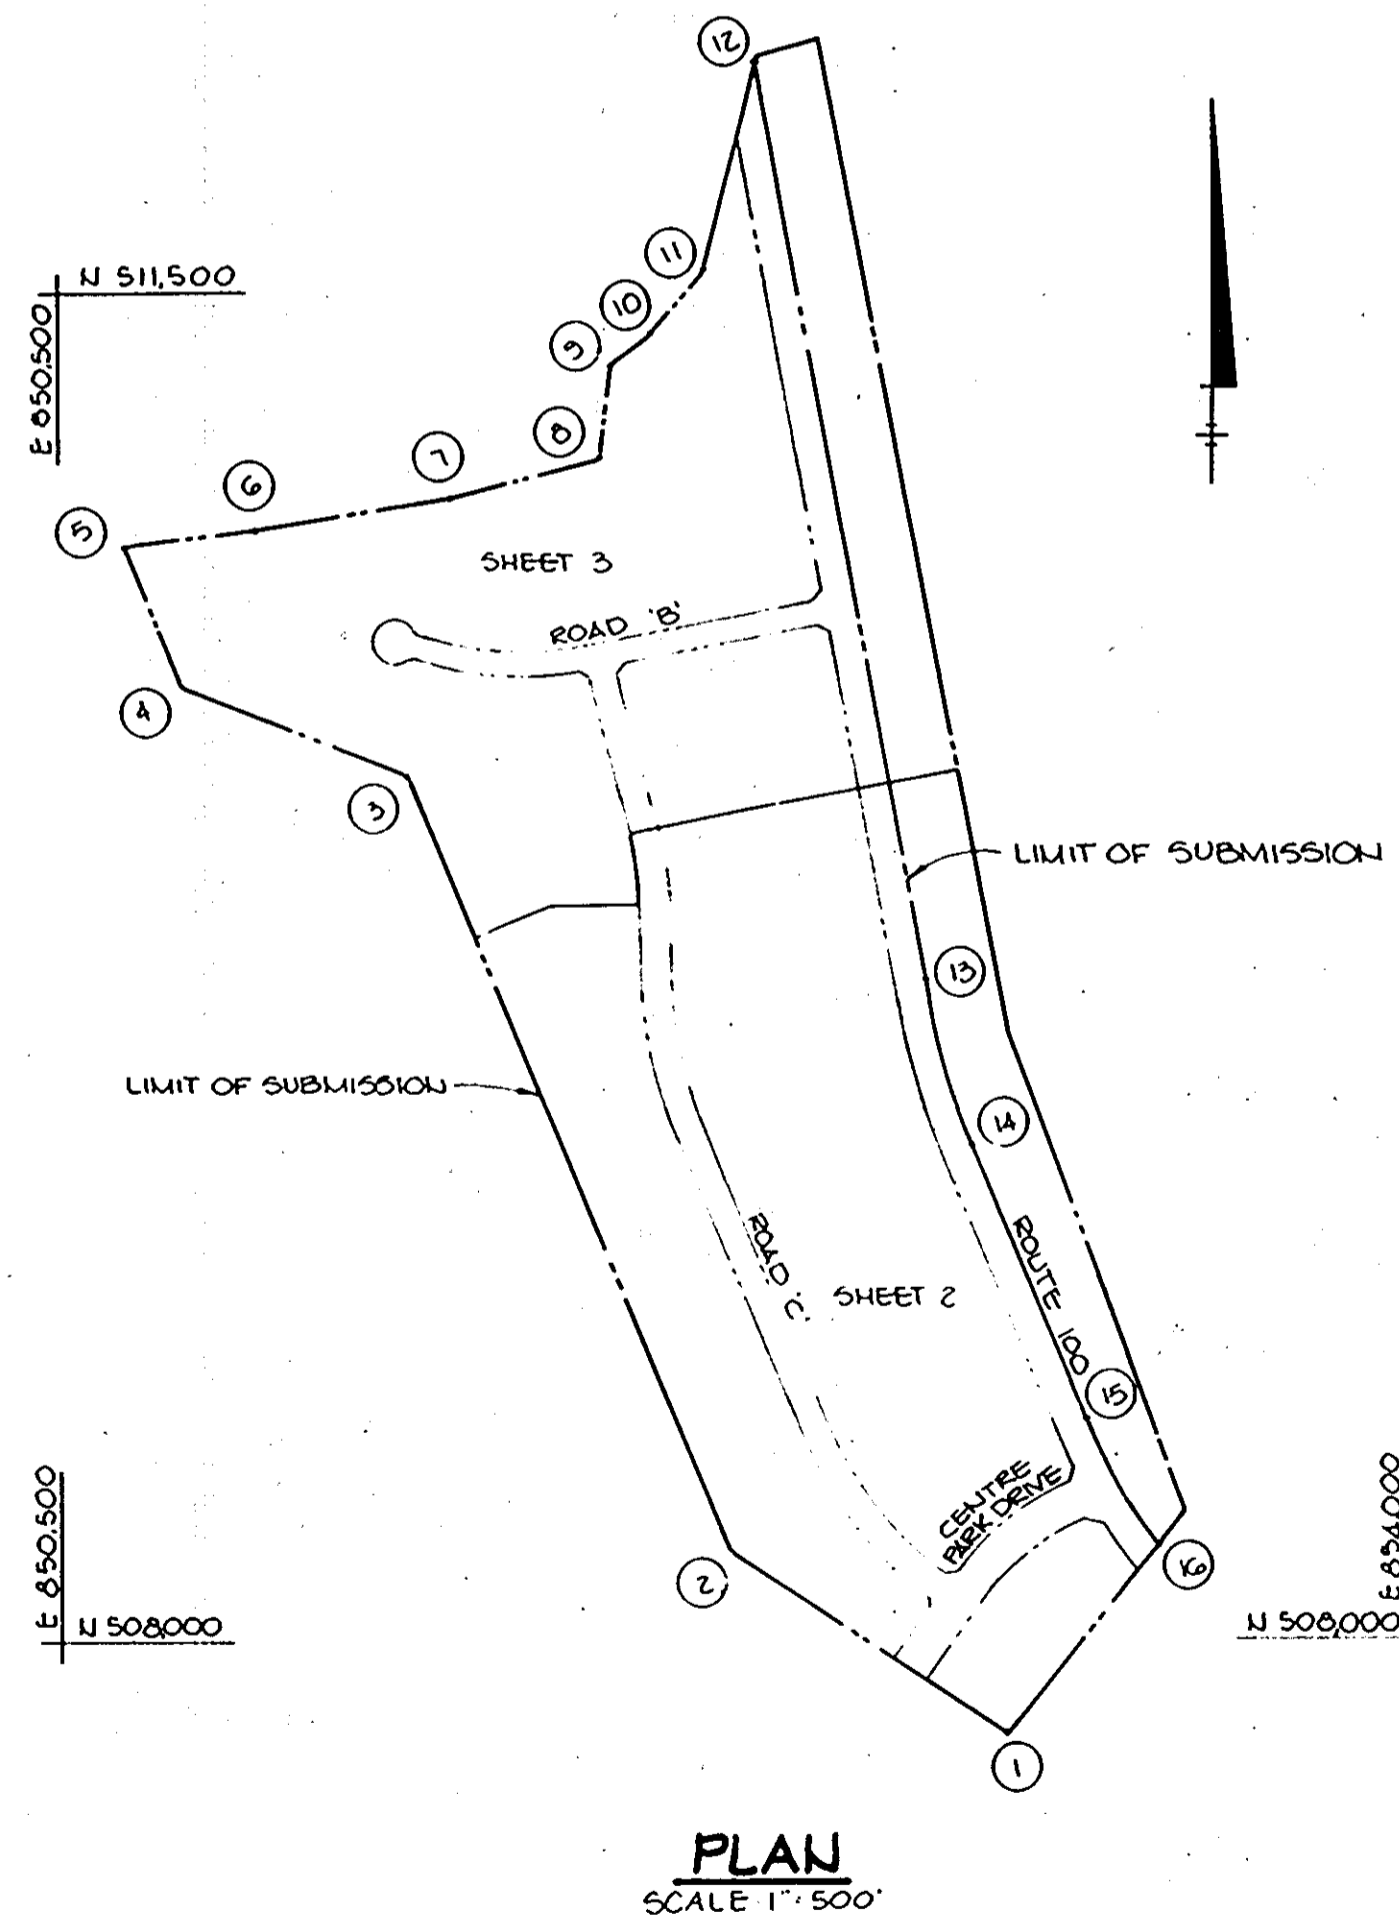 12
11
N 511,500
E 850,500
10
9
8
7
6
5
SHEET 3
ROAD 'B'
4
3
LIMIT OF SUBMISSION
13
LIMIT OF SUBMISSION
14
ROUTE 100
ROAD 'C'
SHEET 2
15
CENTRE
PARK DRIVE
E 850,500
E 854,000
16
2
N 508,000
N 508,000
1
PLAN
SCALE 1":500'